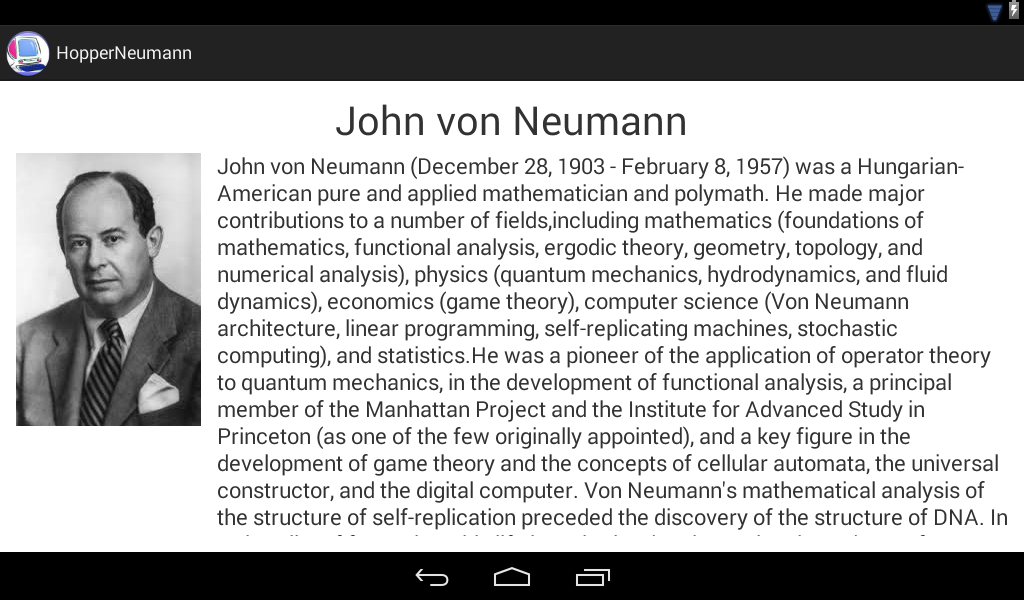 HopperNeumann
John von Neumann
John von Neumann (December 28, 1903 - February 8, 1957) was a Hungarian-
American pure and applied mathematician and polymath. He made major
contributions to a number of fields,including mathematics (foundations of
mathematics, functional analysis, ergodic theory, geometry, topology, and
numerical analysis), physics (quantum mechanics, hydrodynamics, and fluid
dynamics), economics (game theory), computer science (Von Neumann
architecture, linear programming, self-replicating machines, stochastic
computing), and statistics.He was a pioneer of the application of operator theory
to quantum mechanics, in the development of functional analysis, a principal
member of the Manhattan Project and the Institute for Advanced Study in
Princeton (as one of the few originally appointed), and a key figure in the
development of game theory and the concepts of cellular automata, the universal
constructor, and the digital computer. Von Neumann's mathematical analysis of
the structure of self-replication preceded the discovery of the structure of DNA. In